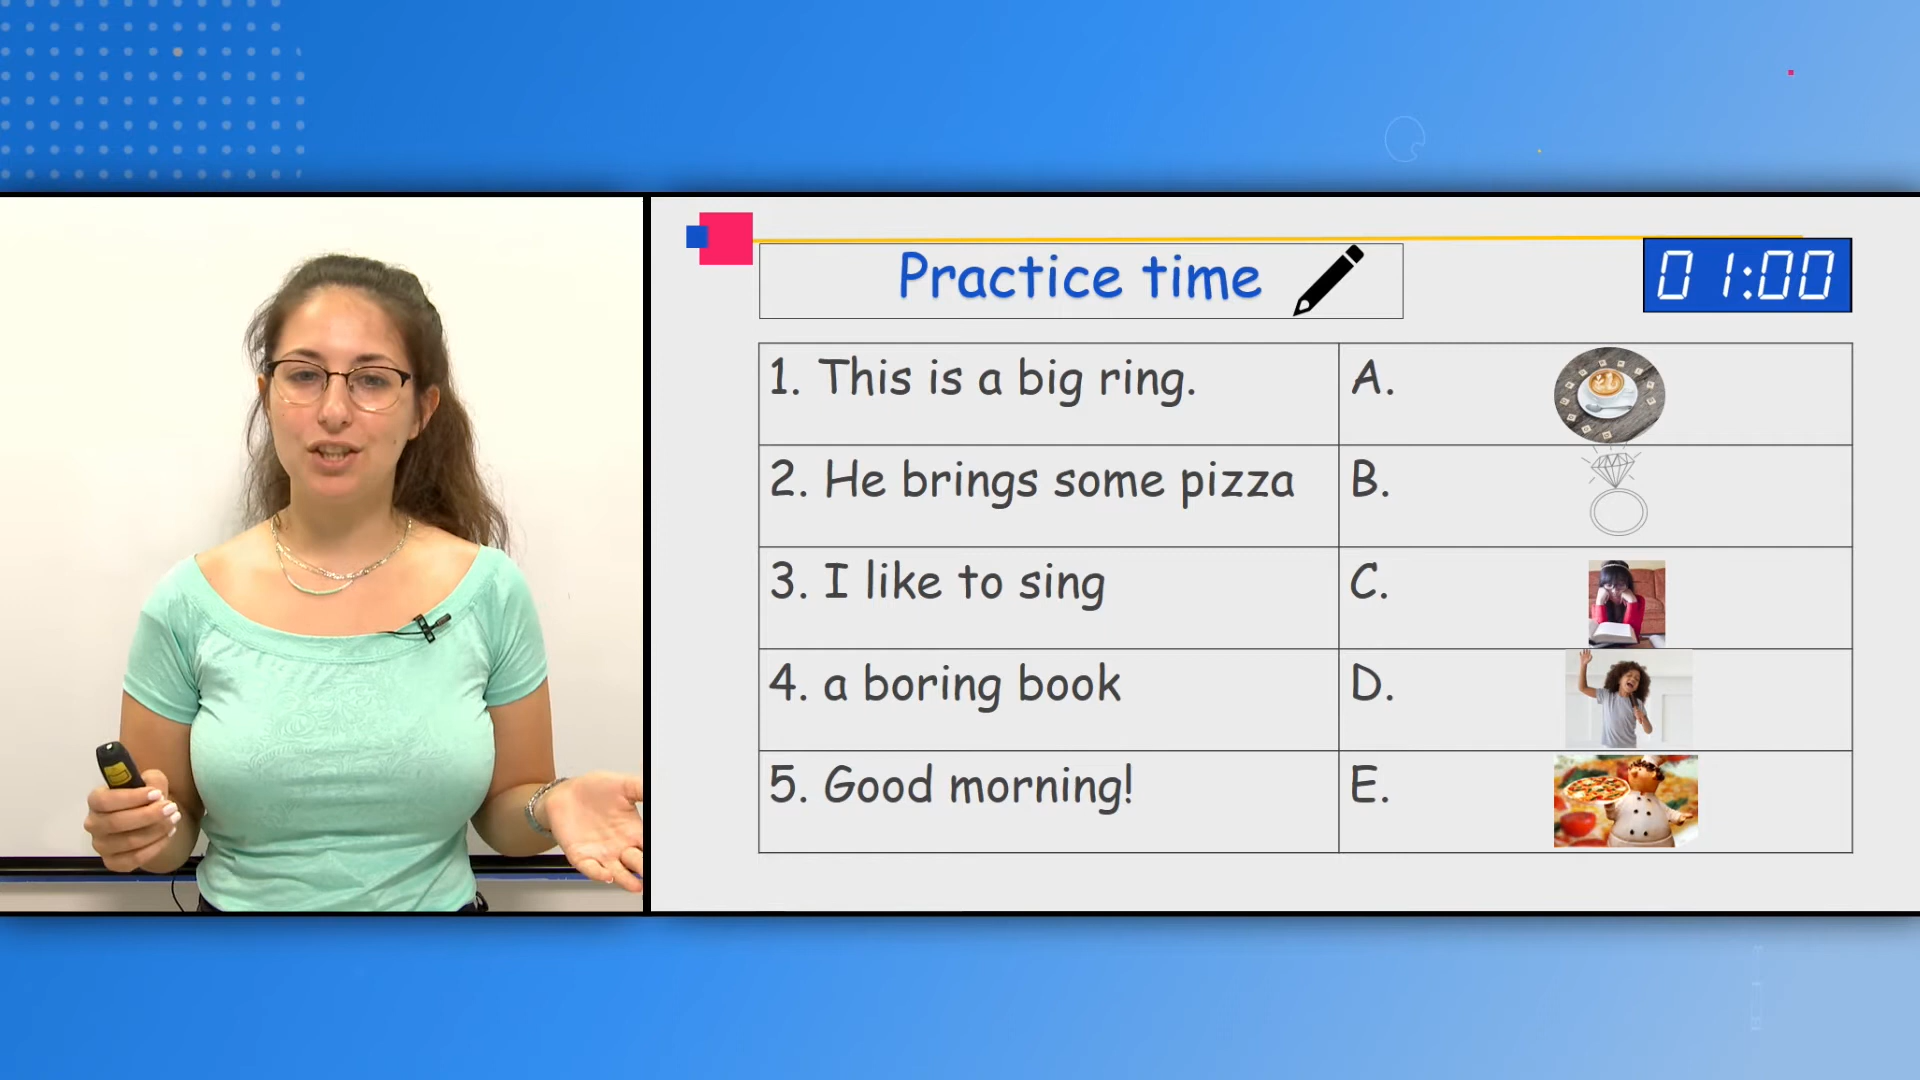 Practice time
01:00
1. This is a big ring.
A.
2. He brings some pizza
B.
3. I like to sing
C.
4. a boring book
D.
5. Good morning!
E.